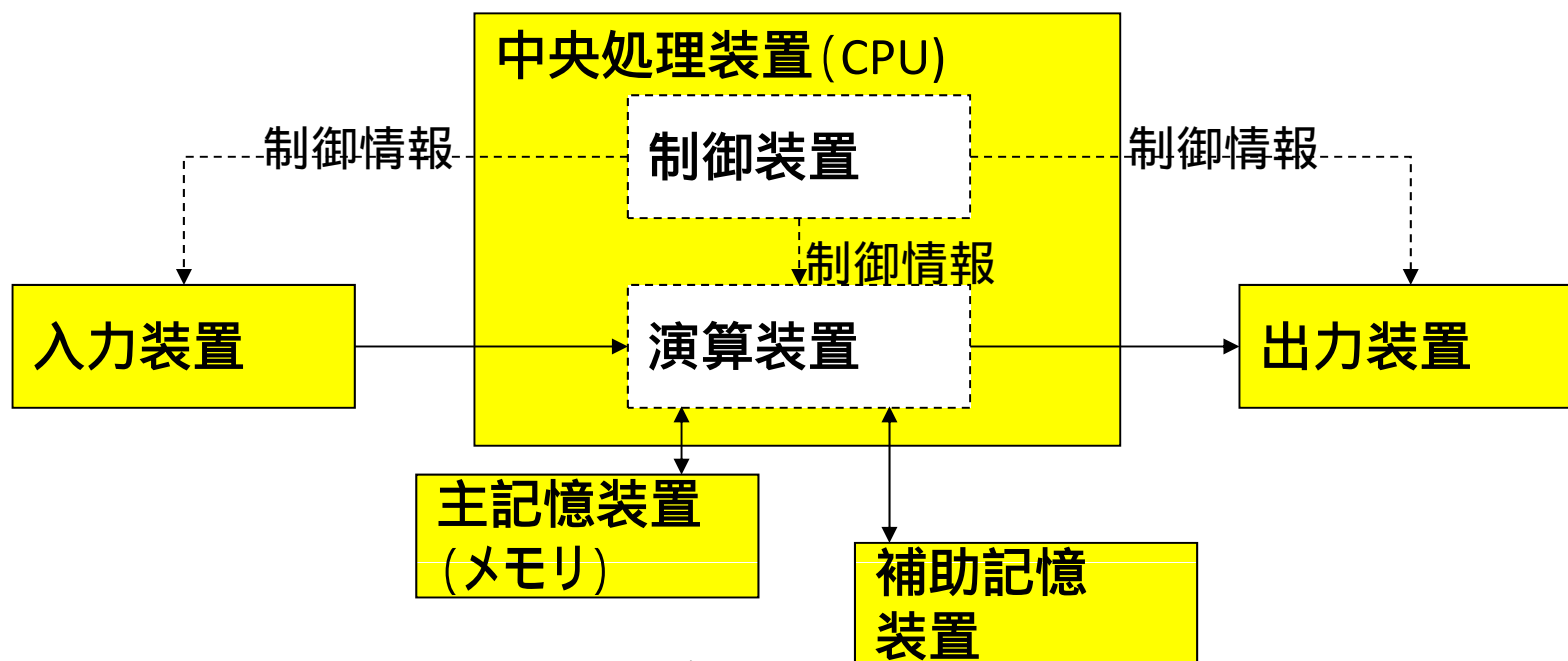 中央処理装置(CPU)
制御情報
制御装置
制御情報
制御情報
入力装置
演算装置
出力装置
主記憶装置
(メモリ)
補助記憶
装置